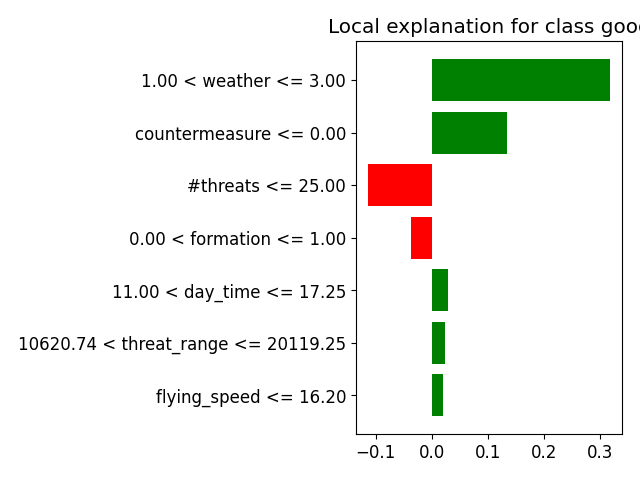 Local explanation for class good
1.00 < weather <= 3.00
countermeasure <= 0.00
#threats <= 25.00
0.00 < formation <= 1.00
11.00 < day_time <= 17.25
10620.74 < threat_range <= 20119.25
flying_speed <= 16.20
−0.1 0.0 0.1 0.2 0.3